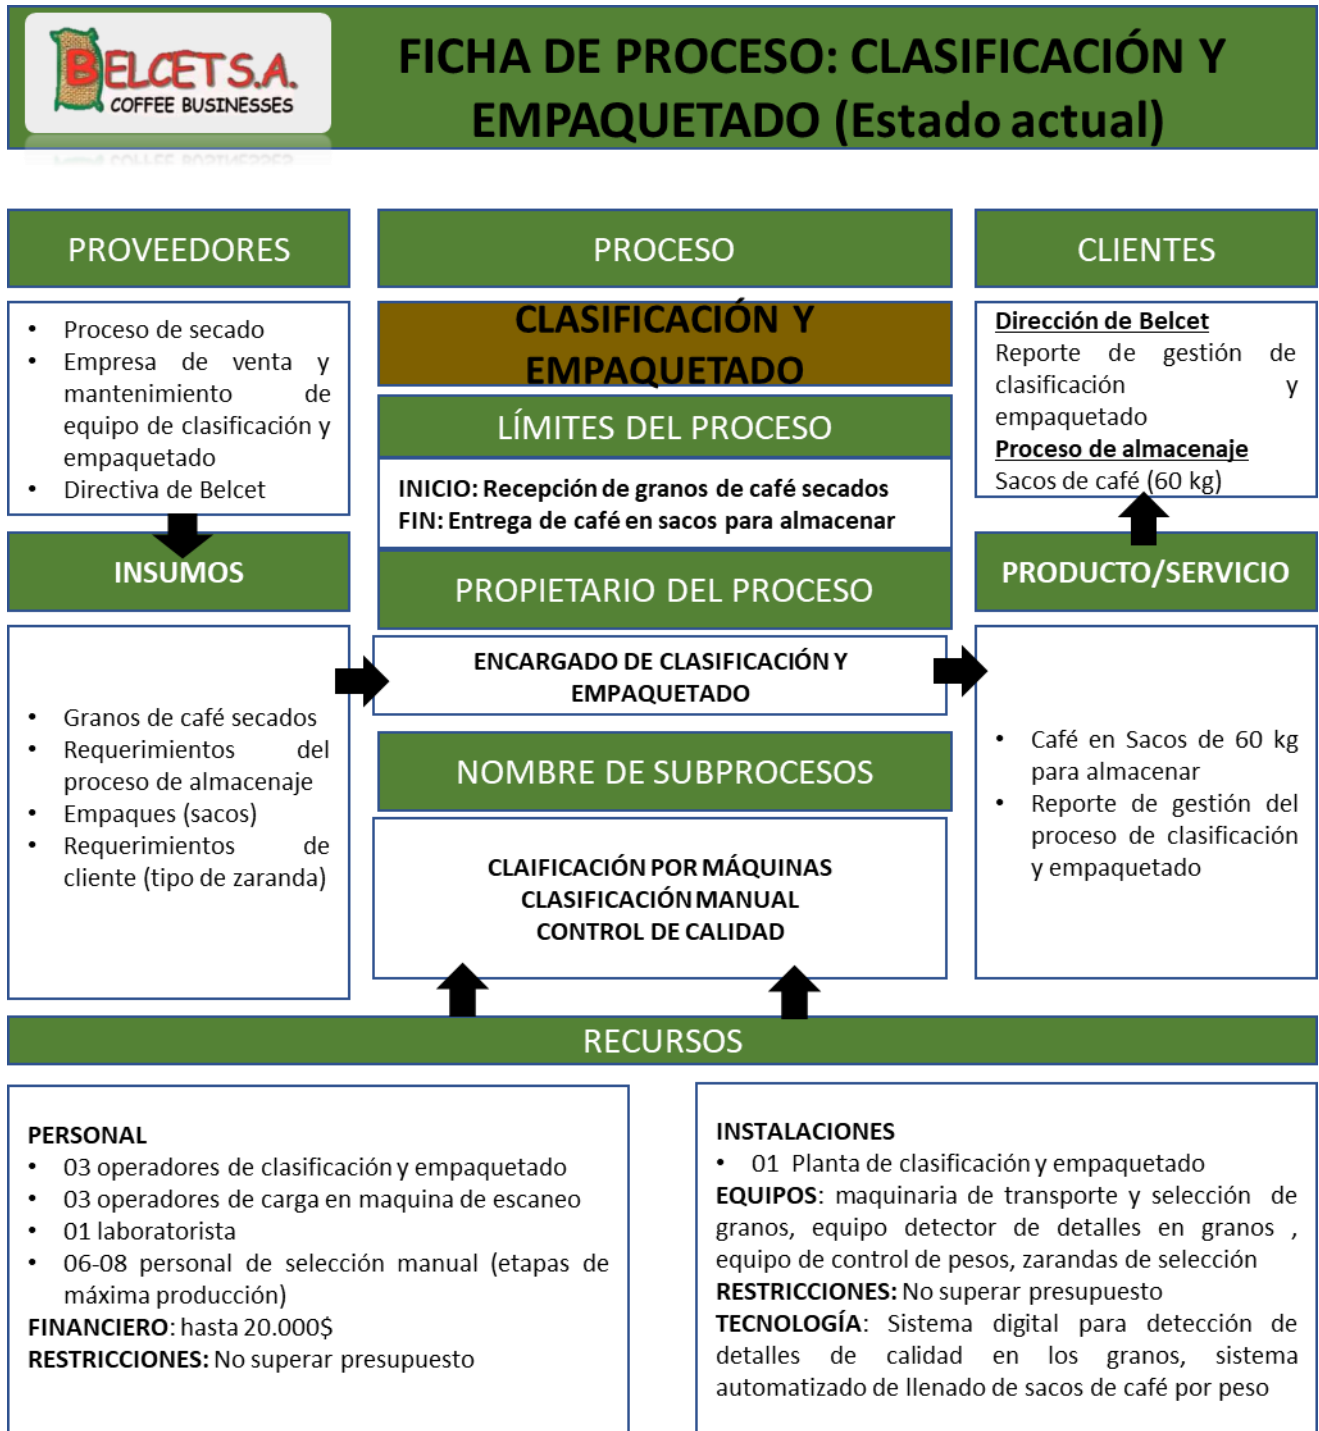 BELCET S.A.
COFFEE BUSINESSES
FICHA DE PROCESO: CLASIFICACIÓN Y
EMPAQUETADO (Estado actual)
PROVEEDORES
• Proceso de secado
• Empresa de venta y
mantenimiento de
equipo de clasificación y
empaquetado
• Directiva de Belcet
INSUMOS
• Granos de café secados
• Requerimientos del
proceso de almacenaje
• Empaques (sacos)
• Requerimientos de
cliente (tipo de zaranda)
PROCESO
CLASIFICACIÓN Y
EMPAQUETADO
LÍMITES DEL PROCESO
INICIO: Recepción de granos de café secados
FIN: Entrega de café en sacos para almacenar
PROPIETARIO DEL PROCESO
ENCARGADO DE CLASIFICACIÓN Y
EMPAQUETADO
NOMBRE DE SUBPROCESOS
CLAIFICACIÓN POR MÁQUINAS
CLASIFICACIÓN MANUAL
CONTROL DE CALIDAD
CLIENTES
Dirección de Belcet
Reporte de gestión de
clasificación y
empaquetado
Proceso de almacenaje
Sacos de café (60 kg)
PRODUCTO/SERVICIO
• Café en Sacos de 60 kg
para almacenar
• Reporte de gestión del
proceso de clasificación
y empaquetado
RECURSOS
PERSONAL
• 03 operadores de clasificación y empaquetado
• 03 operadores de carga en maquina de escaneo
• 01 laboratorista
• 06-08 personal de selección manual (etapas de
máxima producción)
FINANCIERO: hasta 20.000$
RESTRICCIONES: No superar presupuesto
INSTALACIONES
• 01 Planta de clasificación y empaquetado
EQUIPOS: maquinaria de transporte y selección de
granos, equipo detector de detalles en granos ,
equipo de control de pesos, zarandas de selección
RESTRICCIONES: No superar presupuesto
TECNOLOGÍA: Sistema digital para detección de
detalles de calidad en los granos, sistema
automatizado de llenado de sacos de café por peso